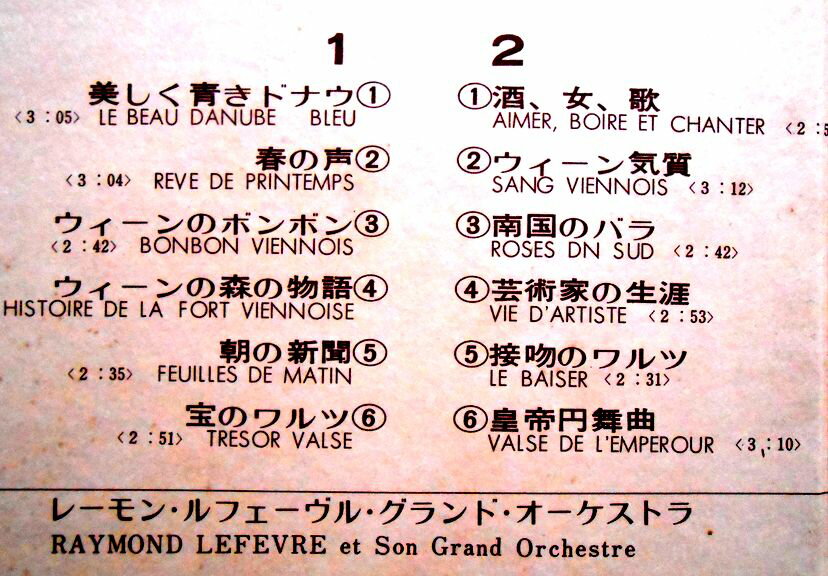 1
美しく青きドナウ①
<3:05> LE BEAU DANUBE BLEU
春の声②
<3:04> REVE DE PRINTEMPS
ウィーンのボンボン③
<2:42> BONBON VIENNOIS
ウィーンの森の物語④
HISTOIRE DE LA FORT VIENNOISE
朝の新聞⑤
<2:35> FEUILLES DE MATIN
宝のワルツ⑥
<2:51> TRESOR VALSE
2
①酒、女、歌
AIMER, BOIRE ET CHANTER
②ウィーン気質
SANG VIENNOIS <3:12>
③南国のバラ
ROSES DN SUD <2:42>
④芸術家の生涯
VIE D'ARTISTE <2:53>
⑤接吻のワルツ
LE BAISER <2:31>
⑥皇帝円舞曲
VALSE DE L'EMPEROUR <3:10>
レーモン・ルフェーヴル・グランド・オーケストラ
RAYMOND LEFEVRE et Son Grand Orchestre